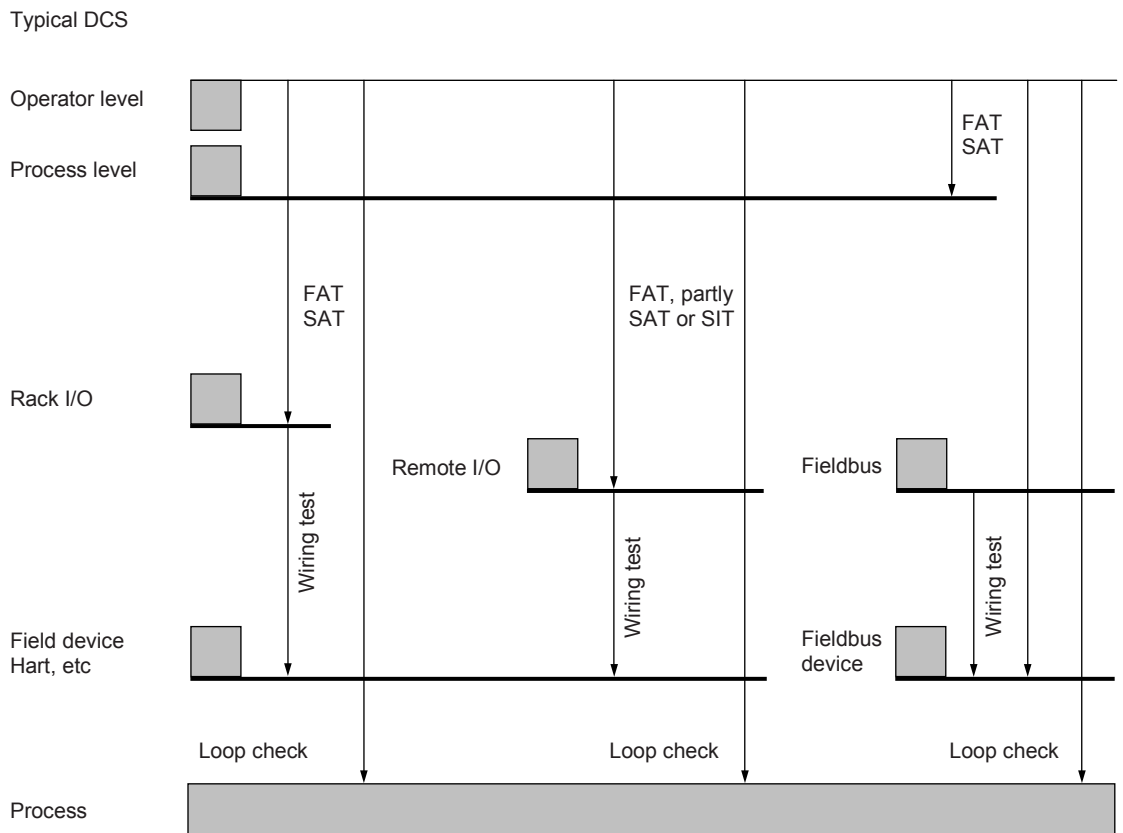 Typical DCS
Operator level
FAT
SAT
Process level
FAT
SAT
FAT, partly
SAT or SIT
Rack I/O
Remote I/O
Fieldbus
Wiring test
Wiring test
Wiring test
Field device
Hart, etc
Fieldbus
device
Loop check
Loop check
Loop check
Process